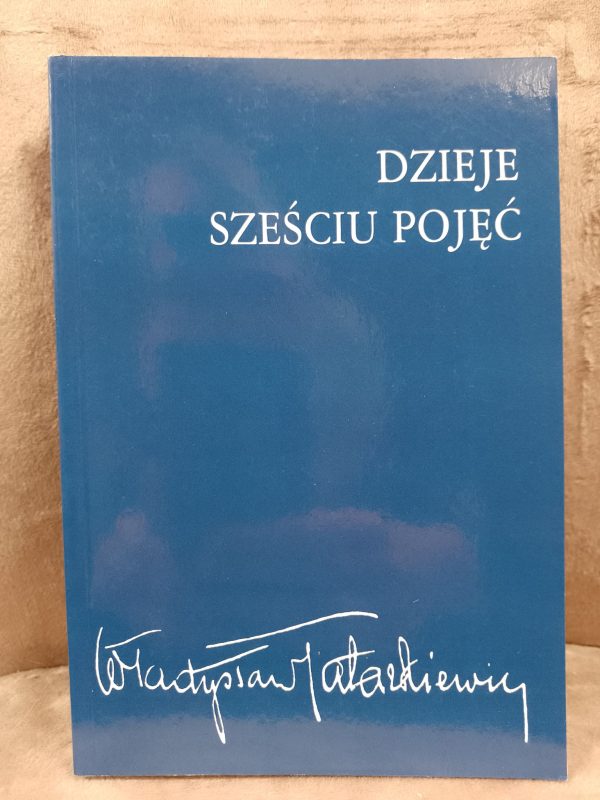 DZIEJE
SZEŚCIU POJĘĆ
Władysław Tatarkiewicz